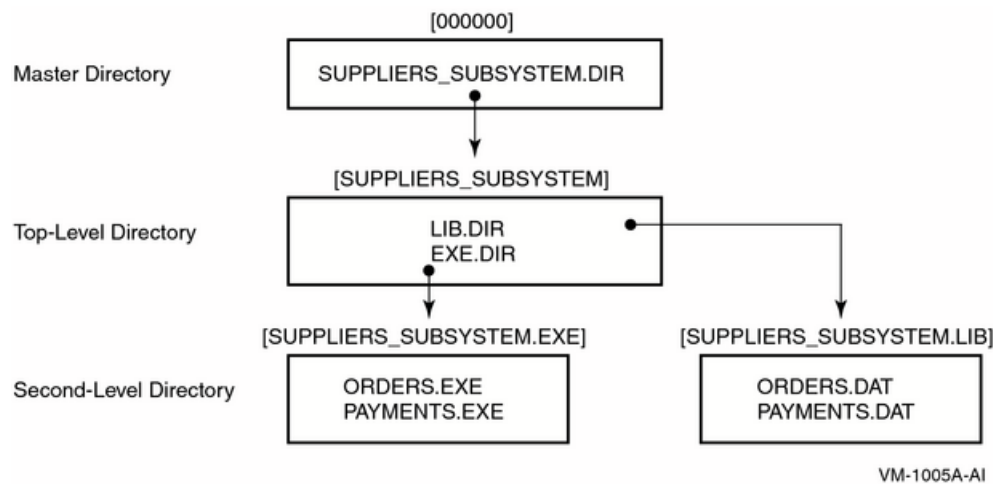 [000000]
Master Directory
SUPPLIERS_SUBSYSTEM.DIR
[SUPPLIERS_SUBSYSTEM]
Top-Level Directory
LIB.DIR
EXE.DIR
[SUPPLIERS_SUBSYSTEM.EXE]
[SUPPLIERS_SUBSYSTEM.LIB]
Second-Level Directory
ORDERS.EXE
PAYMENTS.EXE
ORDERS.DAT
PAYMENTS.DAT
VM-1005A-AI